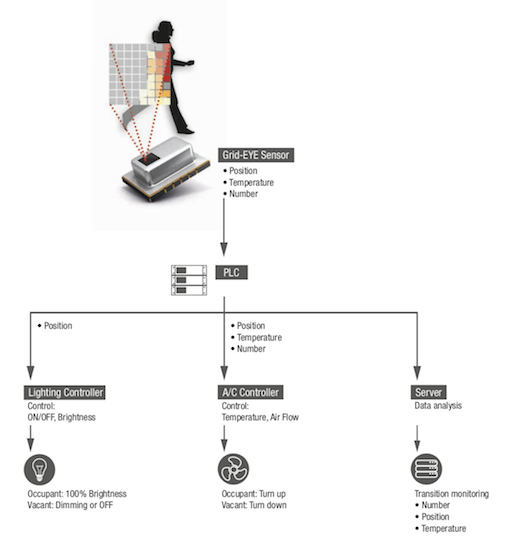 Grid-EYE Sensor
• Position
• Temperature
• Number
PLC
• Position
• Position
• Temperature
• Number
Lighting Controller
Control:
ON/OFF, Brightness
A/C Controller
Control:
Temperature, Air Flow
Server
Data analysis
Occupant: 100% Brightness
Vacant: Dimming or OFF
Occupant: Turn up
Vacant: Turn down
Transition monitoring
• Number
• Position
• Temperature